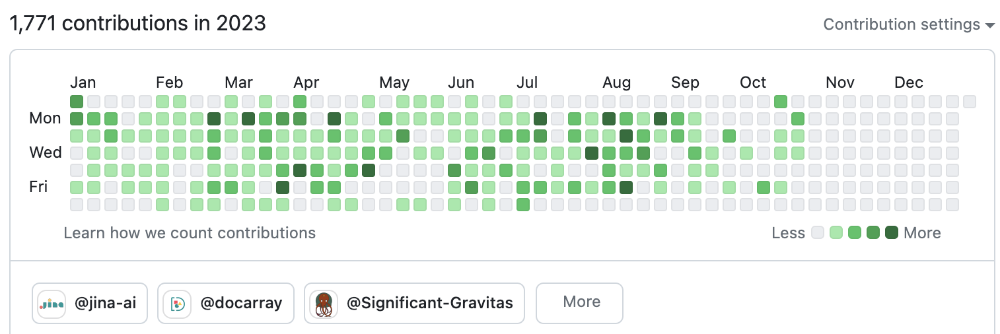 1,771 contributions in 2023
Contribution settings
Jan Feb Mar Apr May Jun Jul Aug Sep Oct Nov Dec
Mon
Wed
Fri
Learn how we count contributions
Less More
jina @jina-ai @docarray @Significant-Gravitas More